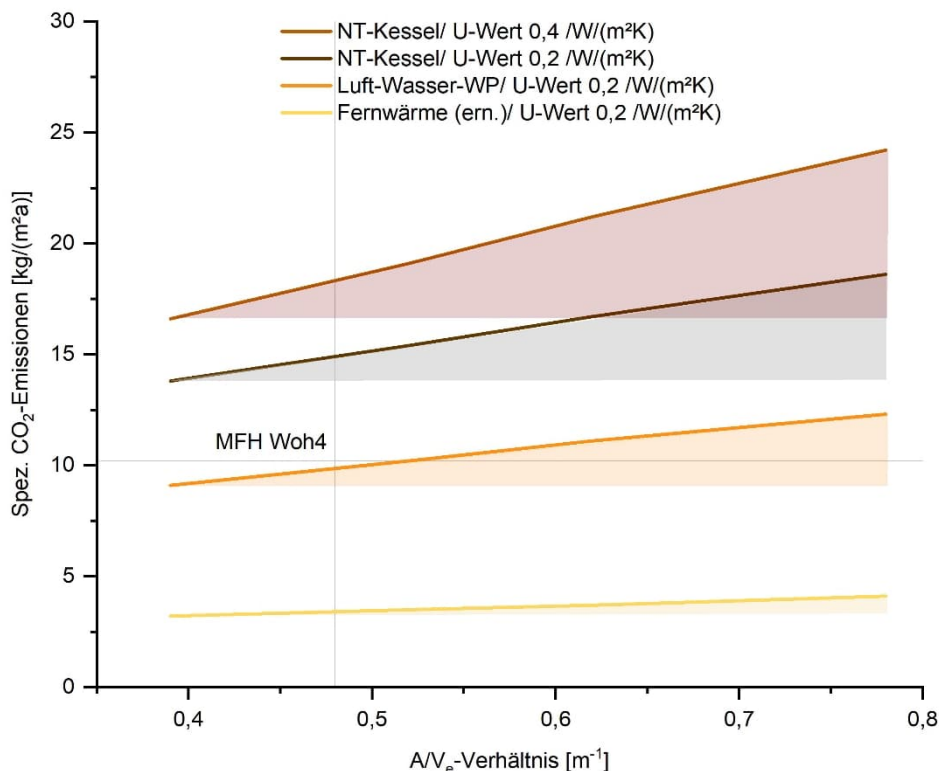 30
25
20
15
10
5
0
Spez. CO₂-Emissionen [kg/(m²a)]
NT-Kessel/ U-Wert 0,4 /W/(m²K)
NT-Kessel/ U-Wert 0,2 /W/(m²K)
Luft-Wasser-WP/ U-Wert 0,2 /W/(m²K)
Fernwärme (ern.)/ U-Wert 0,2 /W/(m²K)
MFH Woh4
0,4 0,5 0,6 0,7 0,8
A/Vₑ-Verhältnis [m⁻¹]